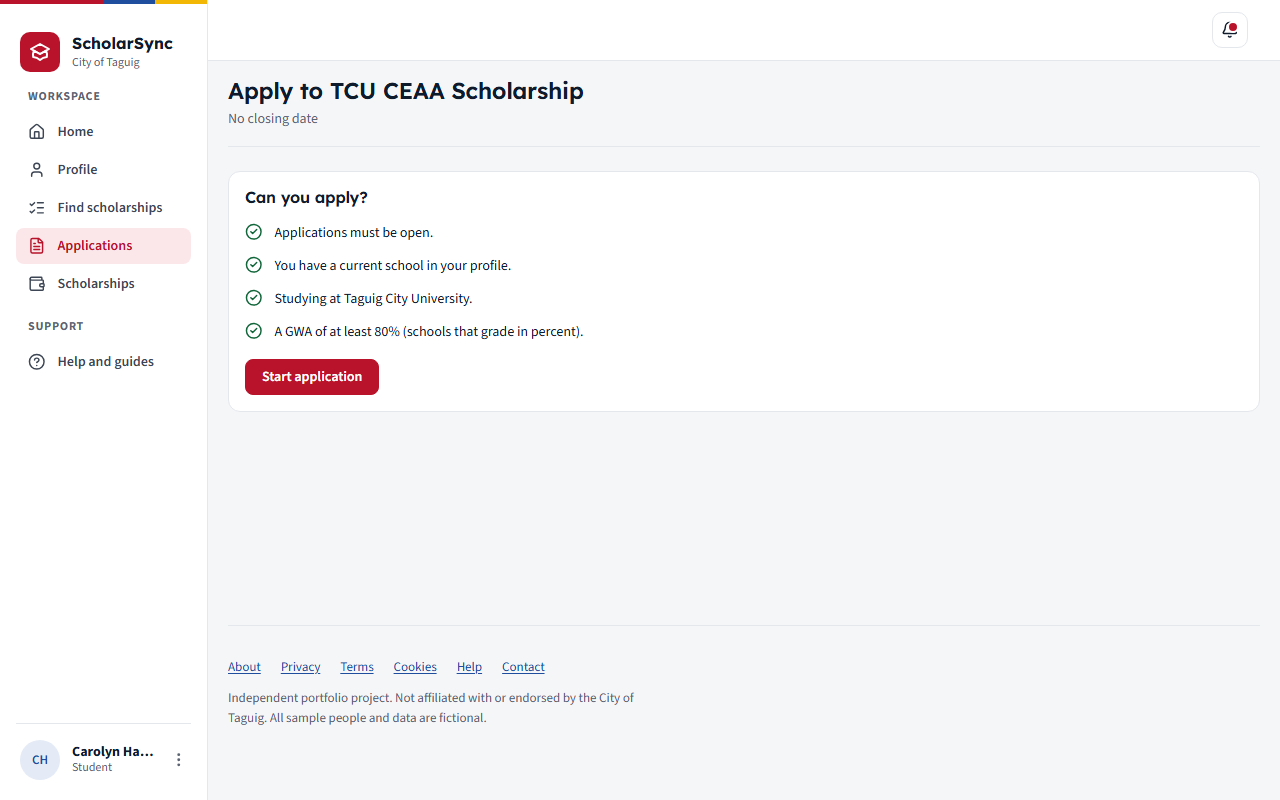 ScholarSync
City of Taguig
WORKSPACE
Home
Profile
Find scholarships
Applications
Scholarships
SUPPORT
Help and guides
CH
Carolyn Ha...
Student
Apply to TCU CEAA Scholarship
No closing date
Can you apply?
Applications must be open.
You have a current school in your profile.
Studying at Taguig City University.
A GWA of at least 80% (schools that grade in percent).
Start application
About Privacy Terms Cookies Help Contact
Independent portfolio project. Not affiliated with or endorsed by the City of
Taguig. All sample people and data are fictional.